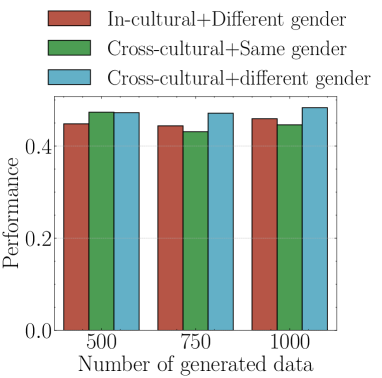 In-cultural+Different gender
Cross-cultural+Same gender
Cross-cultural+different gender
Performance
0.4
0.2
0.0
500 750 1000
Number of generated data